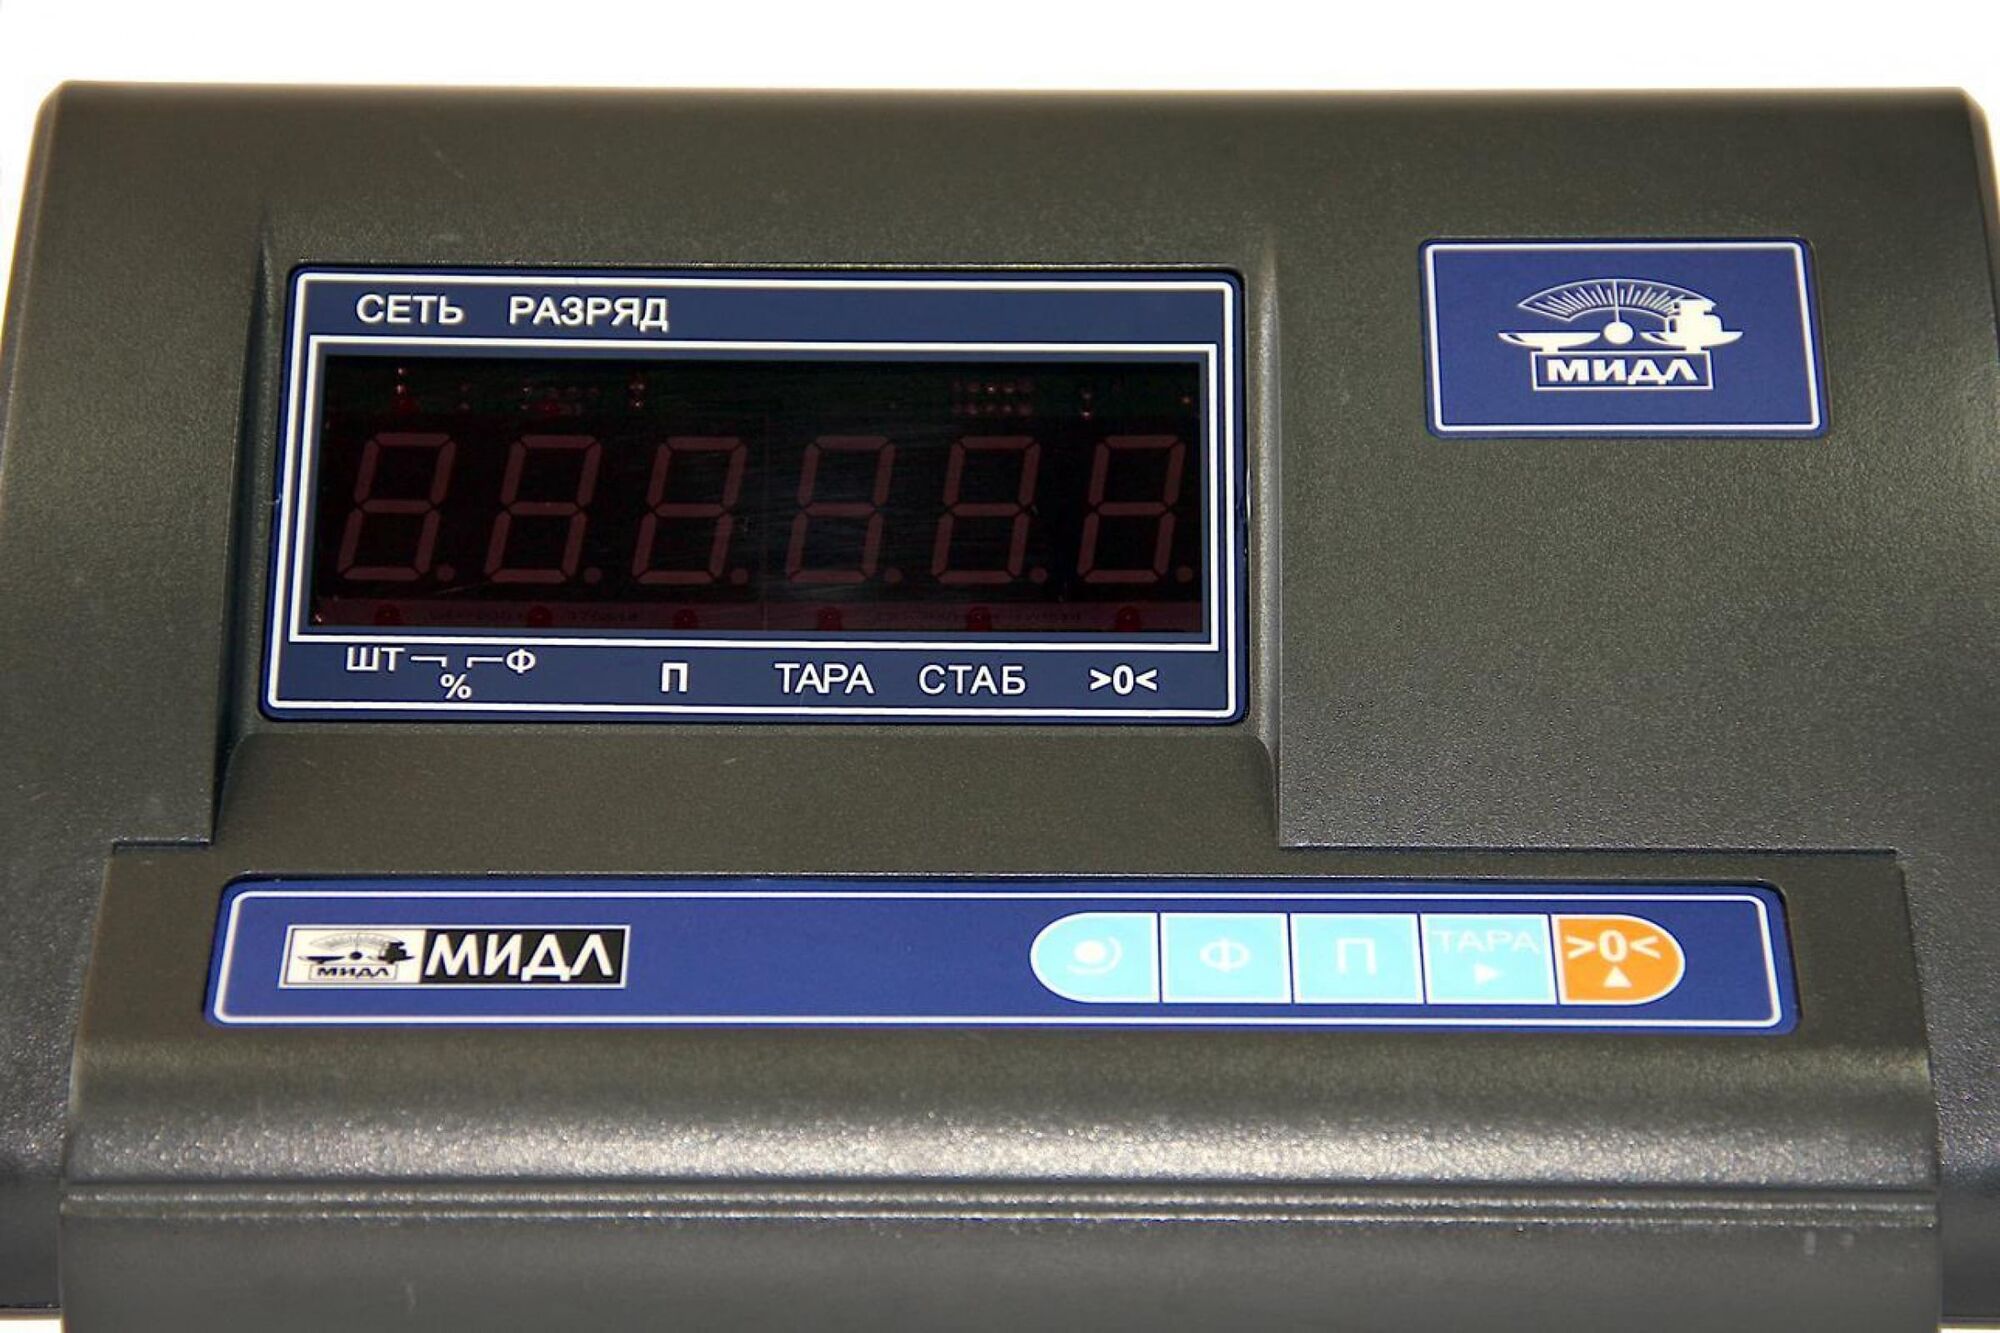 СЕТЬ РАЗРЯД
МИДЛ
ШТ Ф
%
П ТАРА СТАБ >0<
МИДЛ МИДЛ
Ф П ТАРА >0<